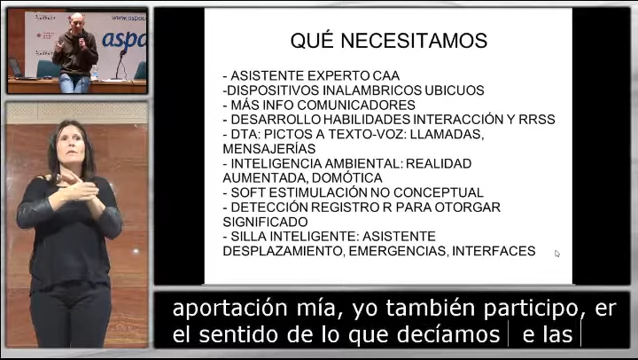 www.aspac
aspa
QUÉ NECESITAMOS
- ASISTENTE EXPERTO CAA
-DISPOSITIVOS INALAMBRICOS UBICUOS
- MÁS INFO COMUNICADORES
- DESARROLLO HABILIDADES INTERACCIÓN Y RRSS
- DTA: PICTOS A TEXTO-VOZ: LLAMADAS,
MENSAJERÍAS
- INTELIGENCIA AMBIENTAL: REALIDAD
AUMENTADA, DOMÓTICA
- SOFT ESTIMULACIÓN NO CONCEPTUAL
- DETECCIÓN REGISTRO R PARA OTORGAR
SIGNIFICADO
- SILLA INTELIGENTE: ASISTENTE
DESPLAZAMIENTO, EMERGENCIAS, INTERFACES
aportación mía, yo también participo, er
el sentido de lo que decíamos e las